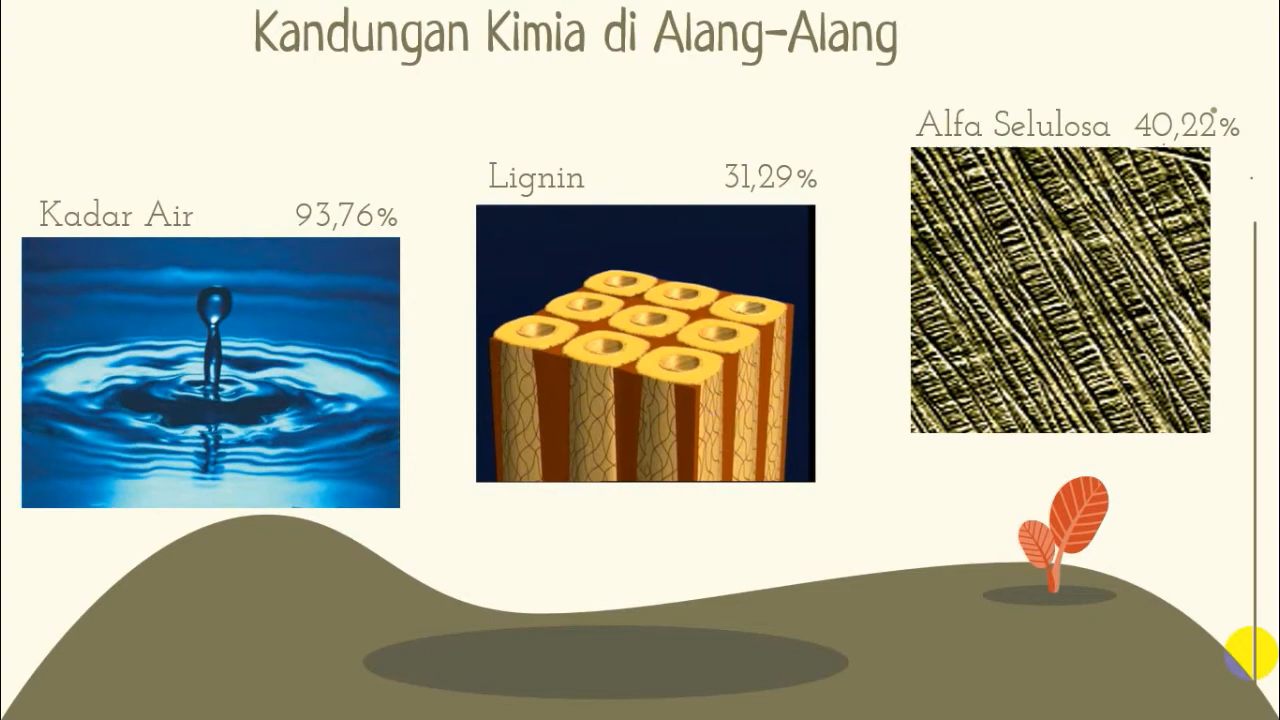 Kandungan Kimia di Alang-Alang
Alfa Selulosa 40,22%
Lignin 31,29%
Kadar Air 93,76%